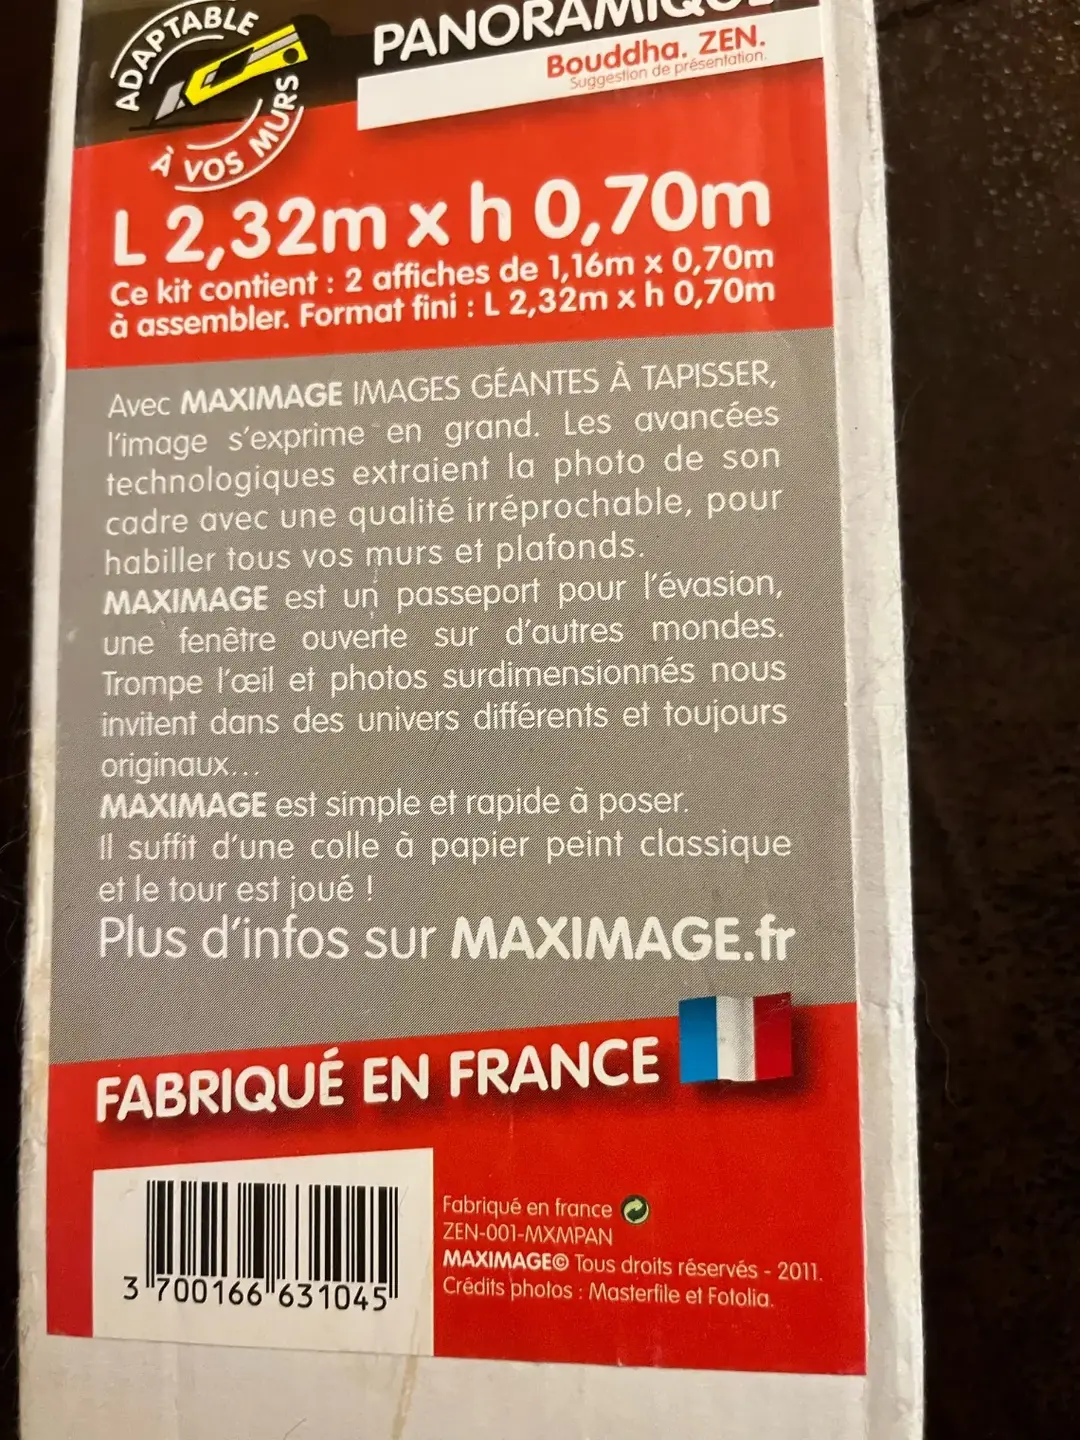 ADAPTABLE
À VOS MURS
PANORAMIQUE
Bouddha. ZEN.
Suggestion de présentation.
L 2,32m x h 0,70m
Ce kit contient : 2 affiches de 1,16m x 0,70m
à assembler. Format fini : L 2,32m x h 0,70m
Avec MAXIMAGE IMAGES GÉANTES À TAPISSER,
l'image s'exprime en grand. Les avancées
technologiques extraient la photo de son
cadre avec une qualité irréprochable, pour
habiller tous vos murs et plafonds.
MAXIMAGE est un passeport pour l'évasion,
une fenêtre ouverte sur d'autres mondes.
Trompe l'œil et photos surdimensionnés nous
invitent dans des univers différents et toujours
originaux...
MAXIMAGE est simple et rapide à poser.
Il suffit d'une colle à papier peint classique
et le tour est joué !
Plus d'infos sur MAXIMAGE.fr
FABRIQUÉ EN FRANCE
Fabriqué en france
ZEN-001-MXMPAN
MAXIMAGE© Tous droits réservés - 2011.
Crédits photos : Masterfile et Fotolia.
3 700166 631045